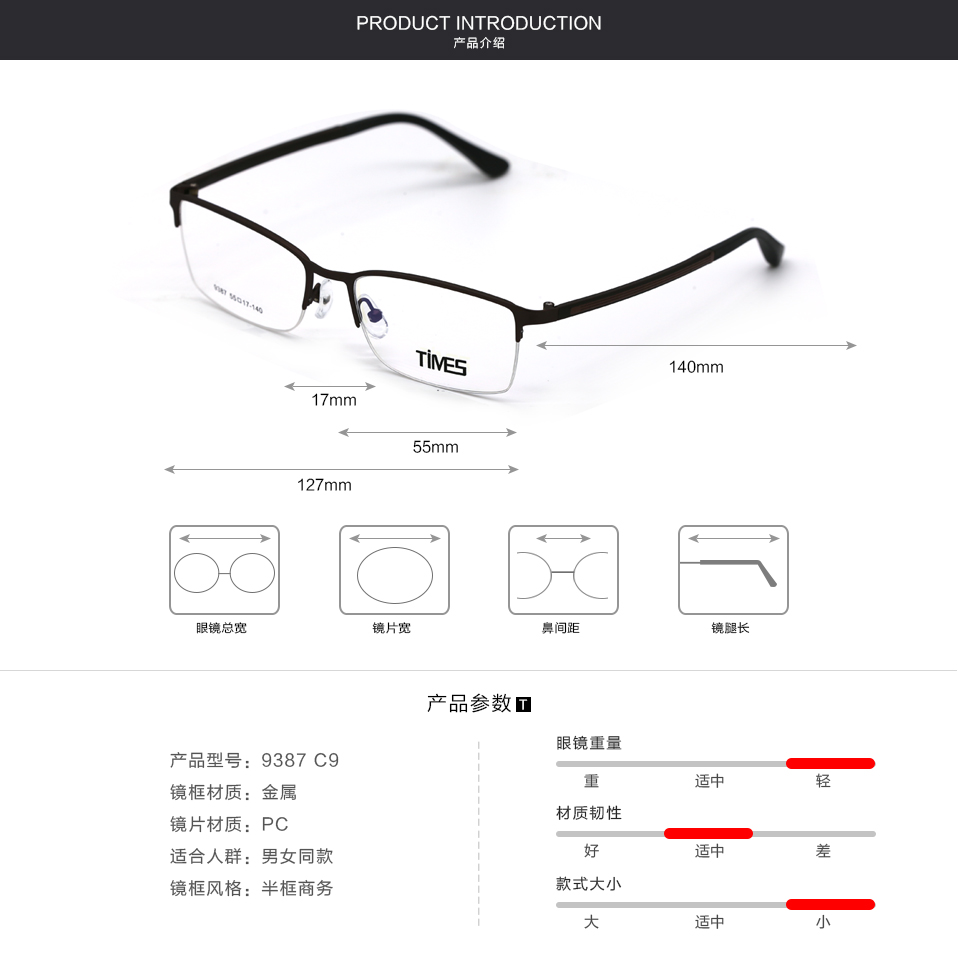 PRODUCT INTRODUCTION
产品介绍
9387 55□17-140
TiMES
140mm
17mm
55mm
127mm
眼镜总宽
镜片宽
鼻间距
镜腿长
产品参数 T
产品型号：9387 C9
镜框材质：金属
镜片材质：PC
适合人群：男女同款
镜框风格：半框商务
眼镜重量
重 适中 轻
材质韧性
好 适中 差
款式大小
大 适中 小